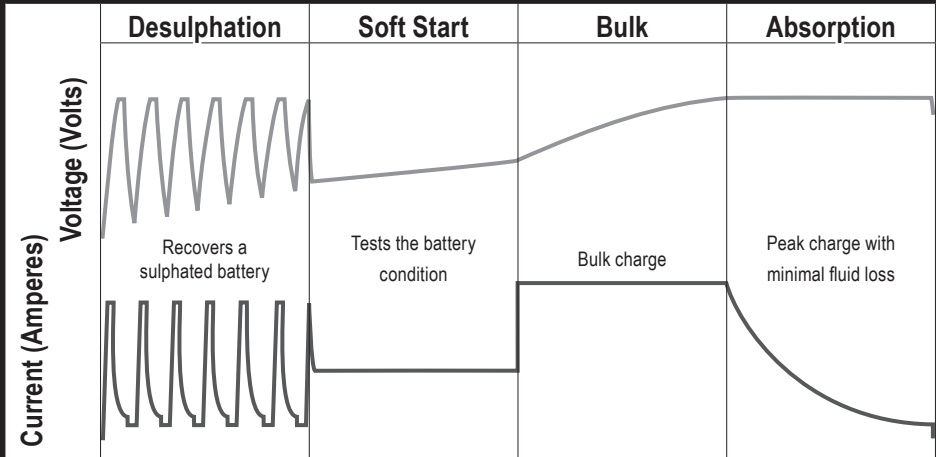 Desulphation
Soft Start
Bulk
Absorption
Voltage (Volts)
Recovers a
sulphated battery
Tests the battery
condition
Bulk charge
Peak charge with
minimal fluid loss
Current (Amperes)